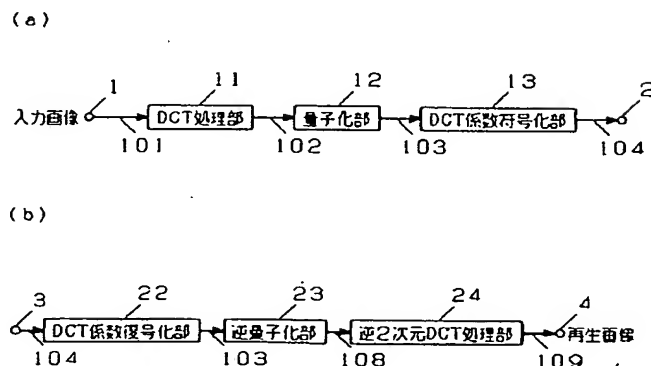 (a)
1 11 12 13 2
入力画像 DCT処理部 量子化部 DCT係数符号化部
101 102 103 104
(b)
3 22 23 24 4
DCT係数復号化部 逆量子化部 逆2次元DCT処理部 再生画像
104 103 108 109